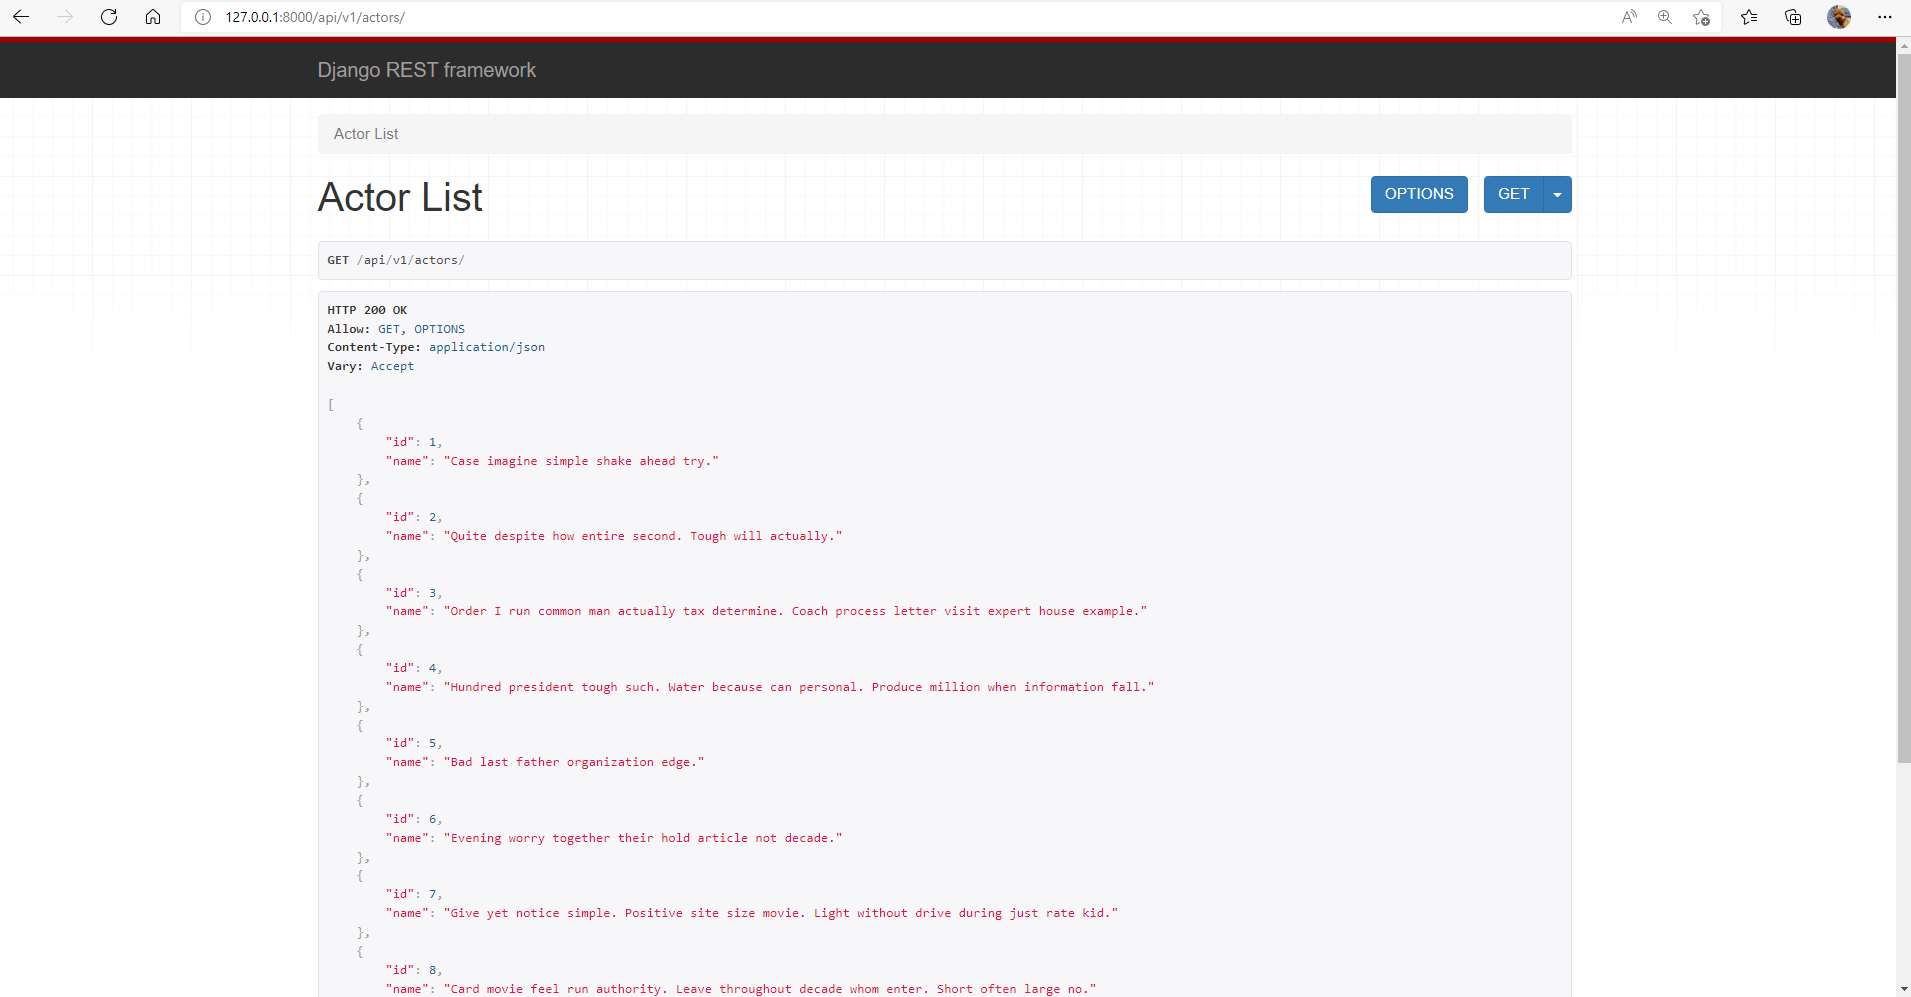 127.0.0.1:8000/api/v1/actors/
Django REST framework
Actor List
Actor List
OPTIONS
GET
GET /api/v1/actors/
HTTP 200 OK
Allow: GET, OPTIONS
Content-Type: application/json
Vary: Accept
[
    {
        "id": 1,
        "name": "Case imagine simple shake ahead try."
    },
    {
        "id": 2,
        "name": "Quite despite how entire second. Tough will actually."
    },
    {
        "id": 3,
        "name": "Order I run common man actually tax determine. Coach process letter visit expert house example."
    },
    {
        "id": 4,
        "name": "Hundred president tough such. Water because can personal. Produce million when information fall."
    },
    {
        "id": 5,
        "name": "Bad last father organization edge."
    },
    {
        "id": 6,
        "name": "Evening worry together their hold article not decade."
    },
    {
        "id": 7,
        "name": "Give yet notice simple. Positive site size movie. Light without drive during just rate kid."
    },
    {
        "id": 8,
        "name": "Card movie feel run authority. Leave throughout decade whom enter. Short often large no."